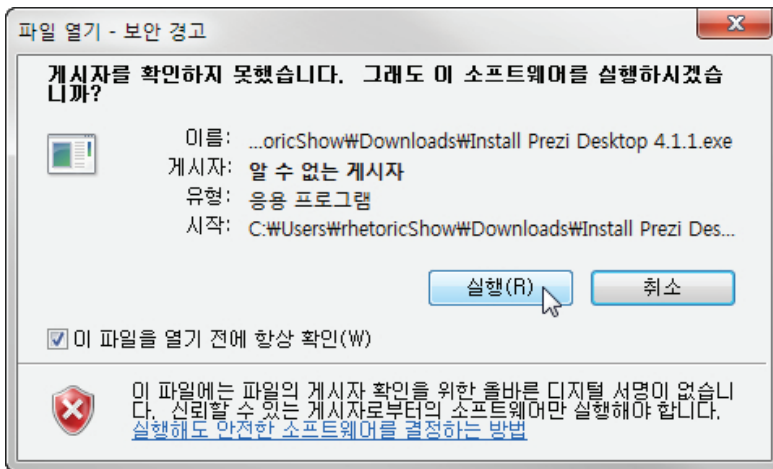 파일 열기 - 보안 경고
게시자를 확인하지 못했습니다. 그래도 이 소프트웨어를 실행하시겠습
니까?
이름: ...oricShow₩Downloads₩Install Prezi Desktop 4.1.1.exe
게시자: 알 수 없는 게시자
유형: 응용 프로그램
시작: C:₩Users₩rhetoricShow₩Downloads₩Install Prezi Des...
실행(R) 취소
이 파일을 열기 전에 항상 확인(W)
이 파일에는 파일의 게시자 확인을 위한 올바른 디지털 서명이 없습니
다. 신뢰할 수 있는 게시자로부터의 소프트웨어만 실행해야 합니다.
실행해도 안전한 소프트웨어를 결정하는 방법